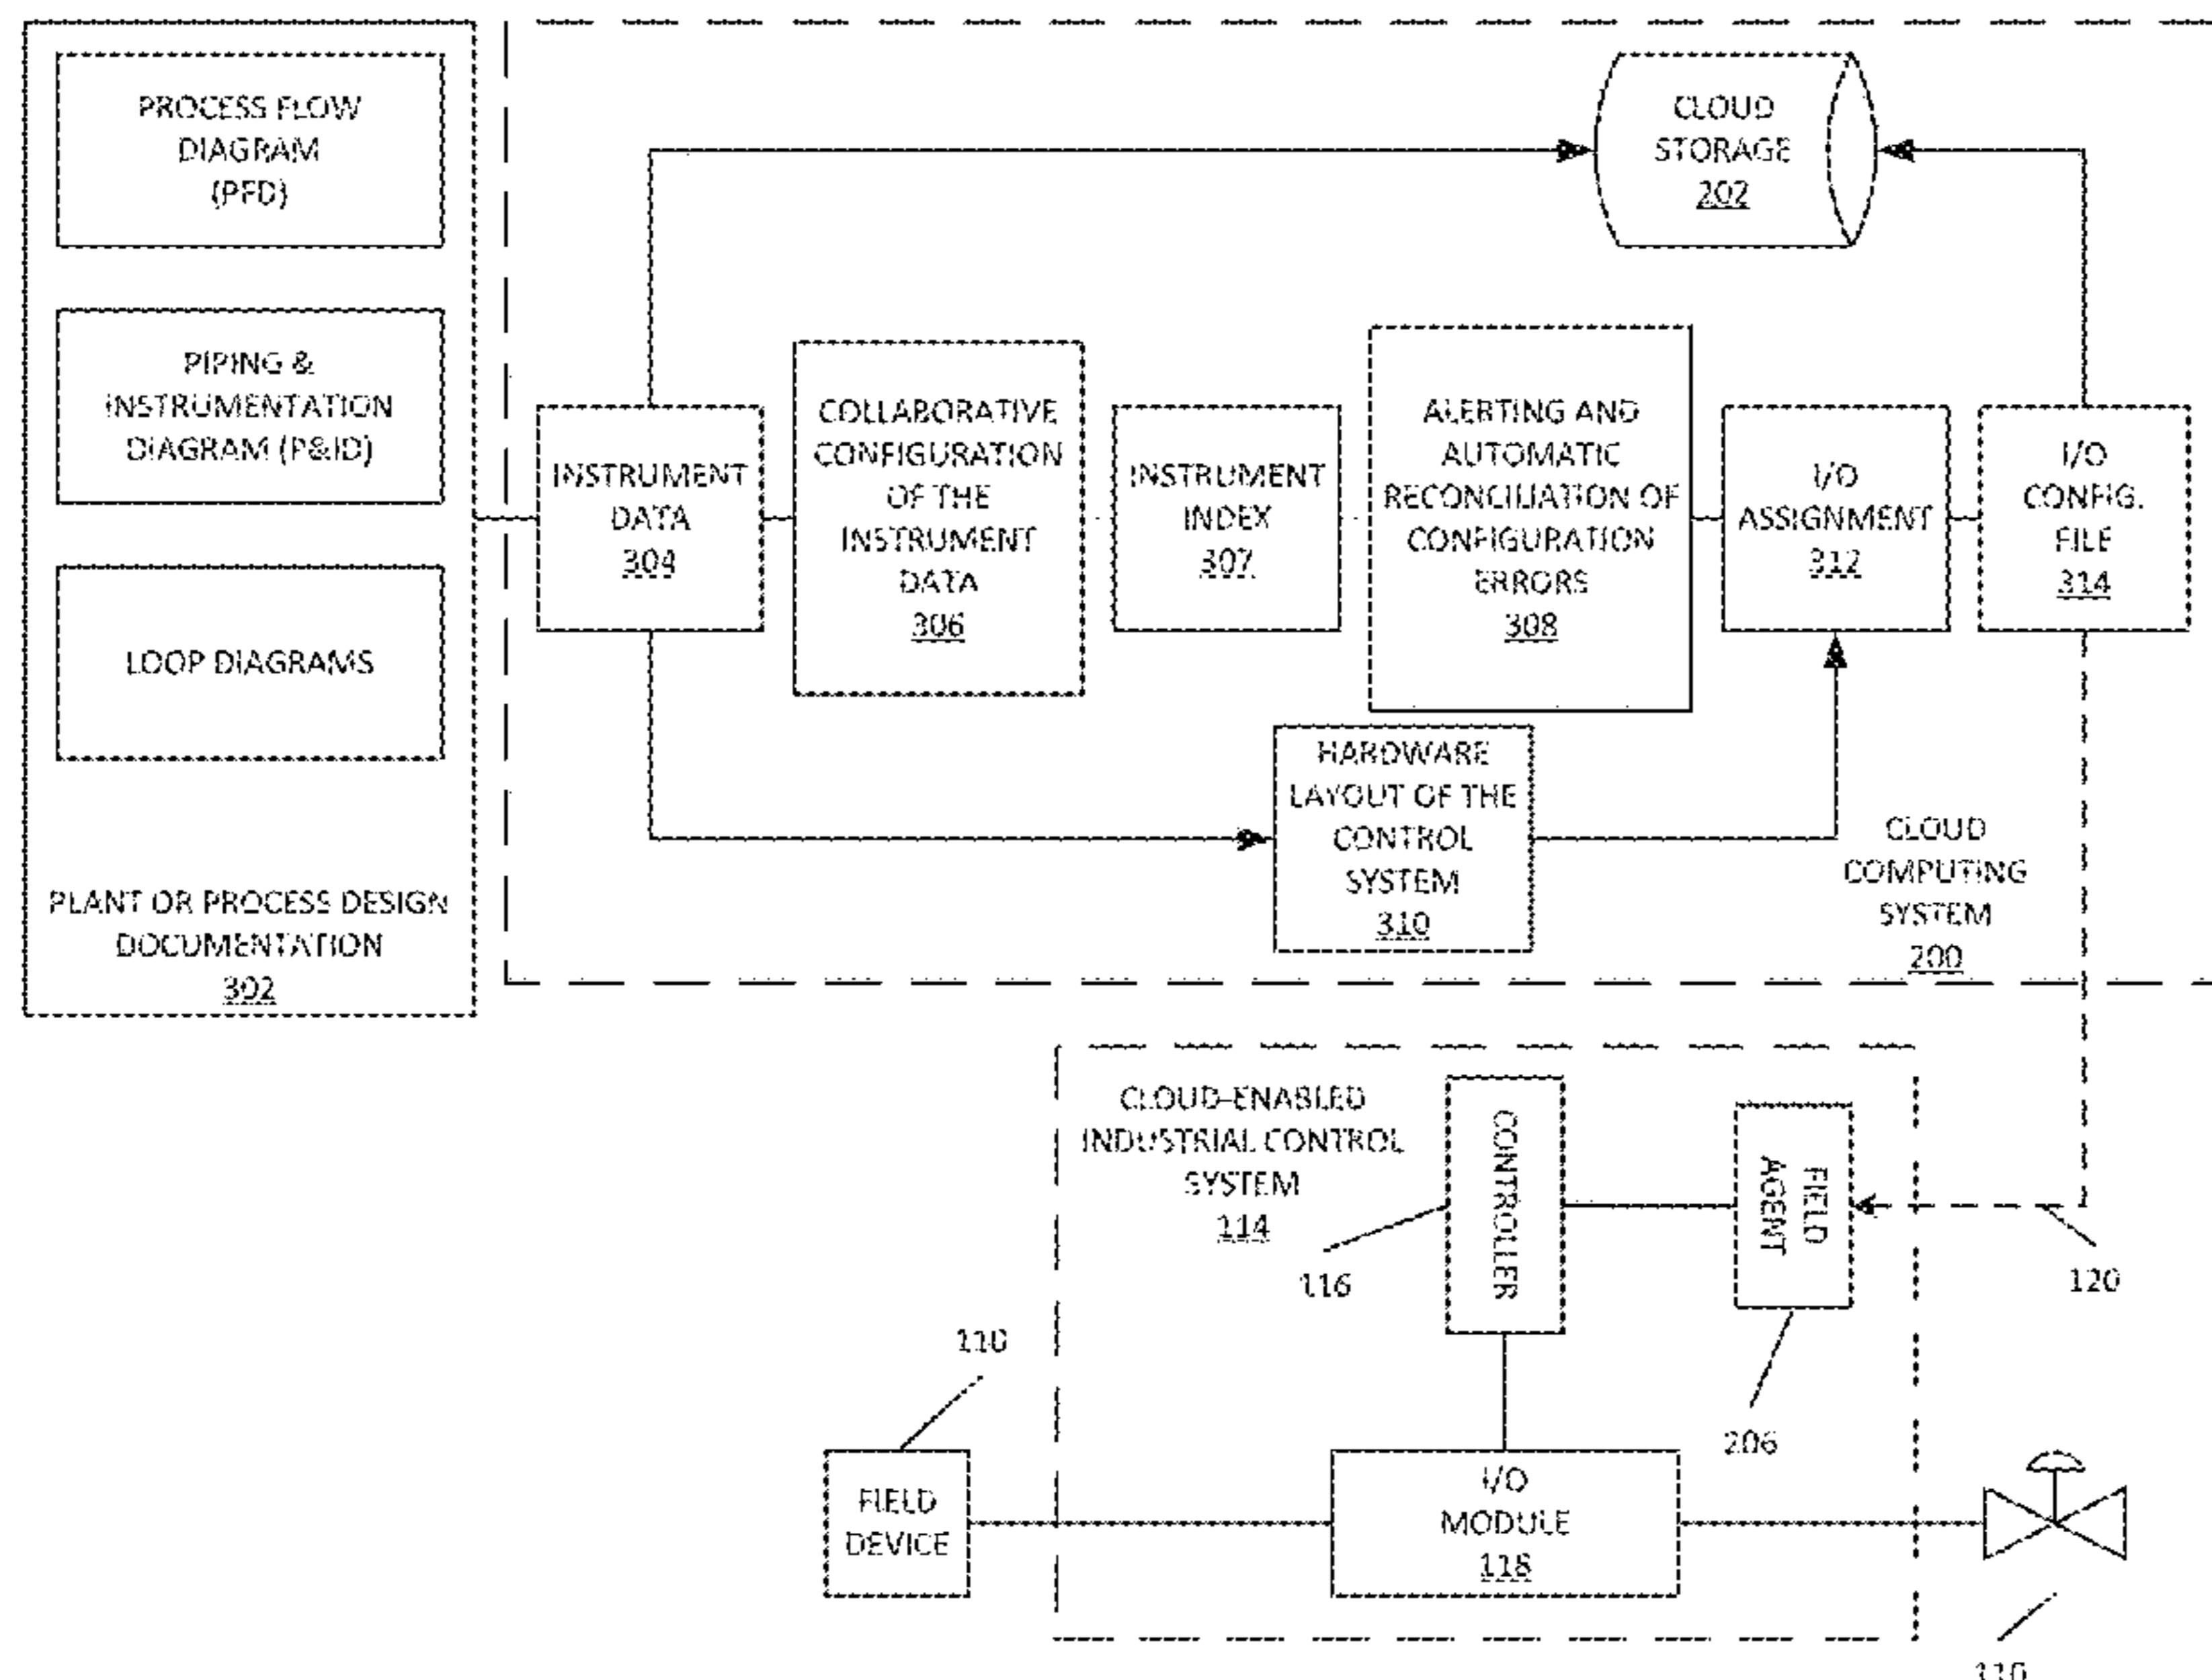 PROCESS FLOW
DIAGRAM
(PFD)
PIPING &
INSTRUMENTATION
DIAGRAM (P&ID)
LOOP DIAGRAMS
PLANT OR PROCESS DESIGN
DOCUMENTATION
302
CLOUD
STORAGE
202
INSTRUMENT
DATA
304
COLLABORATIVE
CONFIGURATION
OF THE
INSTRUMENT
DATA
306
INSTRUMENT
INDEX
307
ALERTING AND
AUTOMATIC
RECONCILIATION OF
CONFIGURATION
ERRORS
308
I/O
ASSIGNMENT
312
I/O
CONFIG.
FILE
314
HARDWARE
LAYOUT OF THE
CONTROL
SYSTEM
310
CLOUD
COMPUTING
SYSTEM
200
CLOUD-ENABLED
INDUSTRIAL CONTROL
SYSTEM
114
CONTROLLER
116
FIELD
AGENT
206
120
110
FIELD
DEVICE
I/O
MODULE
118
110